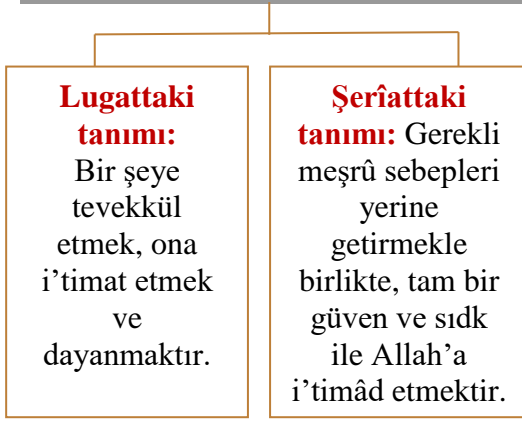 Lugattaki
tanımı:
Bir şeye
tevekkül
etmek, ona
i’timat etmek
ve
dayanmaktır.
Şerîattaki
tanımı: Gerekli
meşrû sebepleri
yerine
getirmekle
birlikte, tam bir
güven ve sıdk
ile Allah’a
i’timâd etmektir.